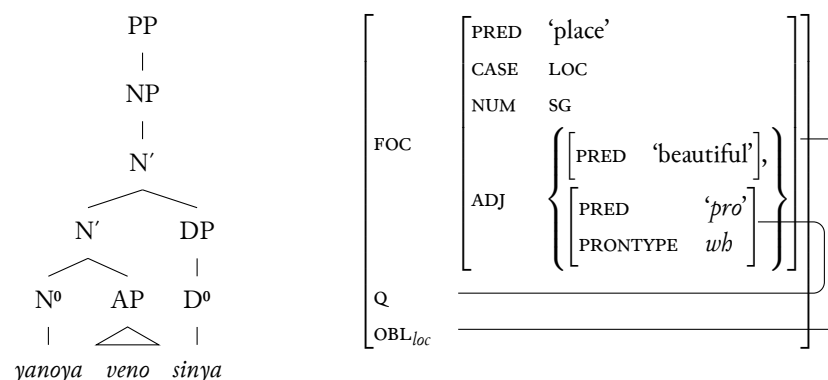 PP
NP
N′
N′ DP
N⁰ AP D⁰
yanoya veno sinya
FOC
PRED ‘place’
CASE LOC
NUM SG
ADJ
PRED ‘beautiful’ ,
PRED ‘pro’
PRONTYPE wh
Q
OBL_loc